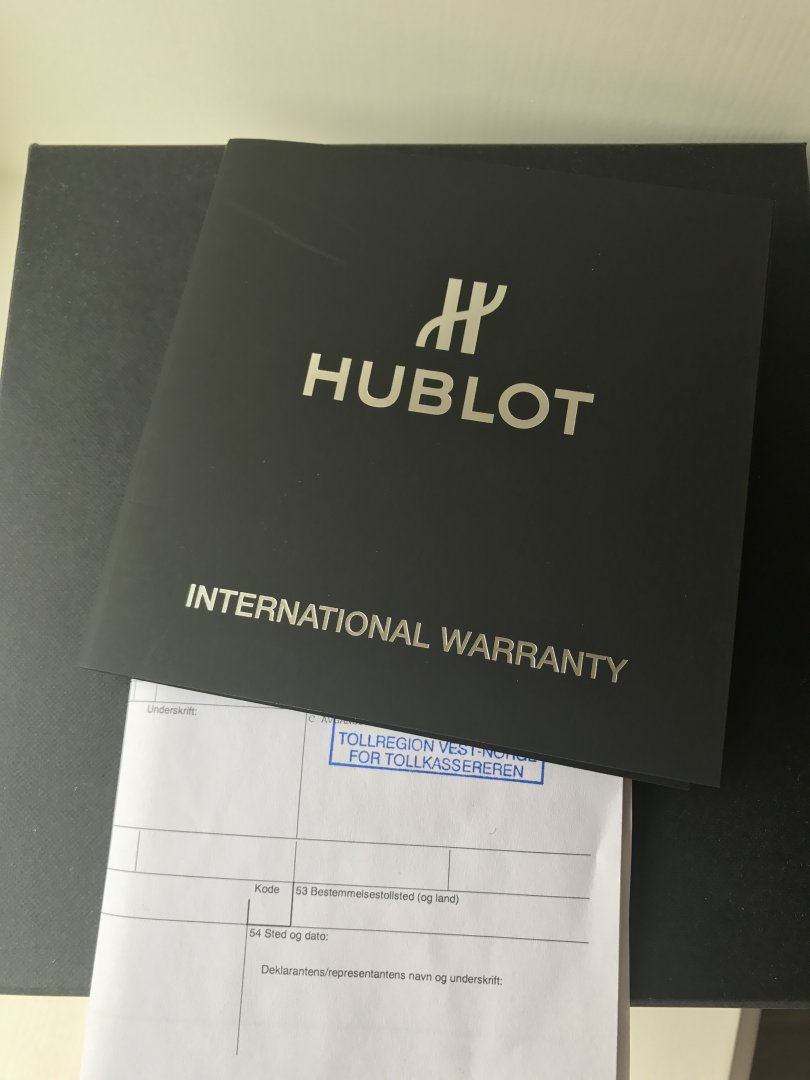 HUBLOT
INTERNATIONAL WARRANTY
Underskrift:
C
TOLLREGION VEST-NORGE
FOR TOLLKASSEREREN
Kode
53 Bestemmelsestollsted (og land)
54 Sted og dato:
Deklarantens/representantens navn og underskrift: